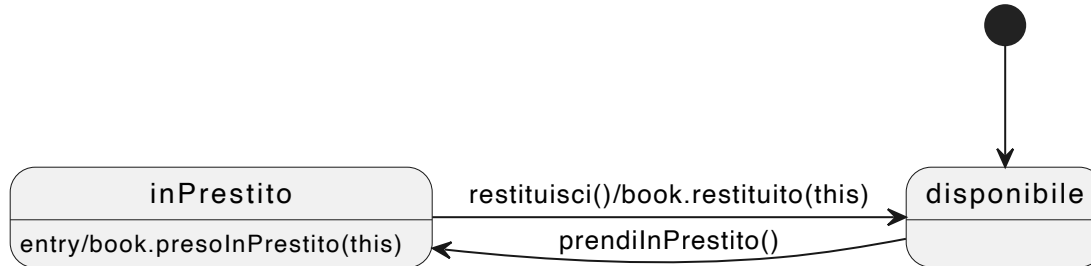 inPrestito
entry/book.presoInPrestito(this)
restituisci()/book.restituito(this)
prendiInPrestito()
disponibile